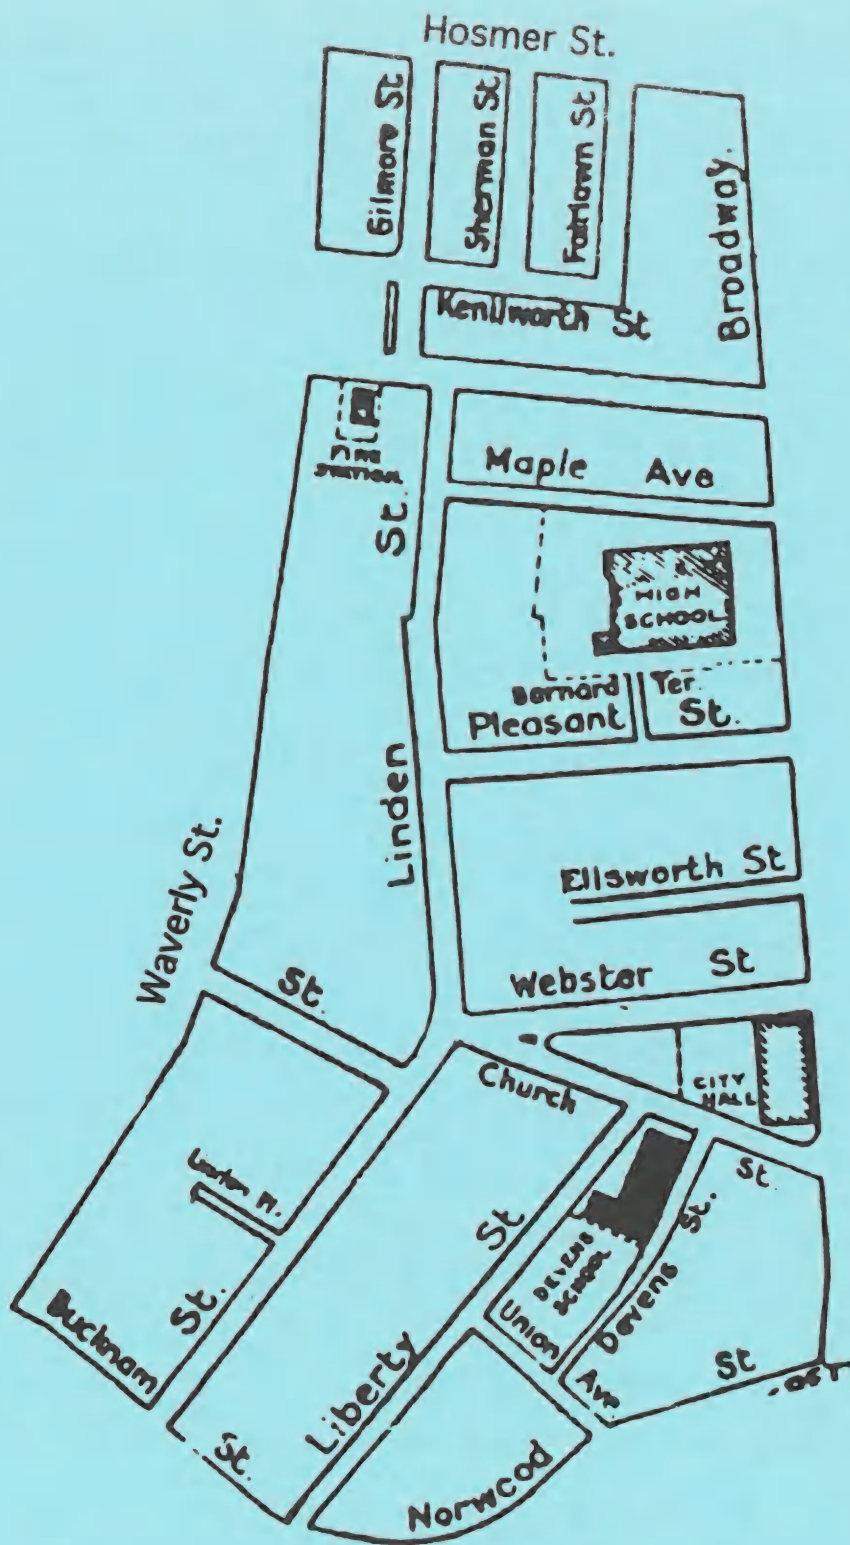 Hosmer St.
Gilmore St
Sherman St
Fairlawn St
Broadway.
Kenilworth St
FIRE
STATION
St.
Maple Ave
HIGH
SCHOOL
Bernard Ter.
Pleasant St.
Linden
Waverly St.
Ellsworth St
Webster St
St.
Church
CITY
HALL
St
St.
St
DEVENS
SCHOOL
Union
Devens
St
Ave
Bucknam
St.
Liberty
St.
Norwood